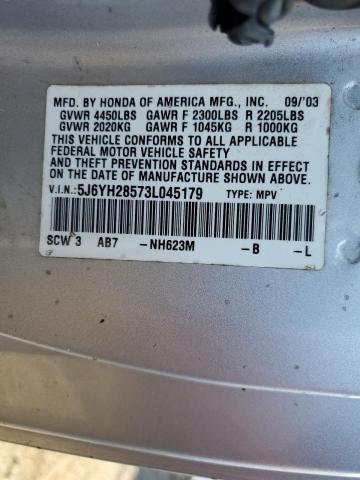 MFD. BY HONDA OF AMERICA MFG., INC. 09/'03
GVWR 4450LBS GAWR F 2300LBS R 2205LBS
GVWR 2020KG GAWR F 1045KG R 1000KG
THIS VEHICLE CONFORMS TO ALL APPLICABLE
FEDERAL MOTOR VEHICLE SAFETY
AND THEFT PREVENTION STANDARDS IN EFFECT
ON THE DATE OF MANUFACTURE SHOWN ABOVE.
V.I.N.: 5J6YH28573L045179 TYPE: MPV
SCW 3 AB7 -NH623M -B -L